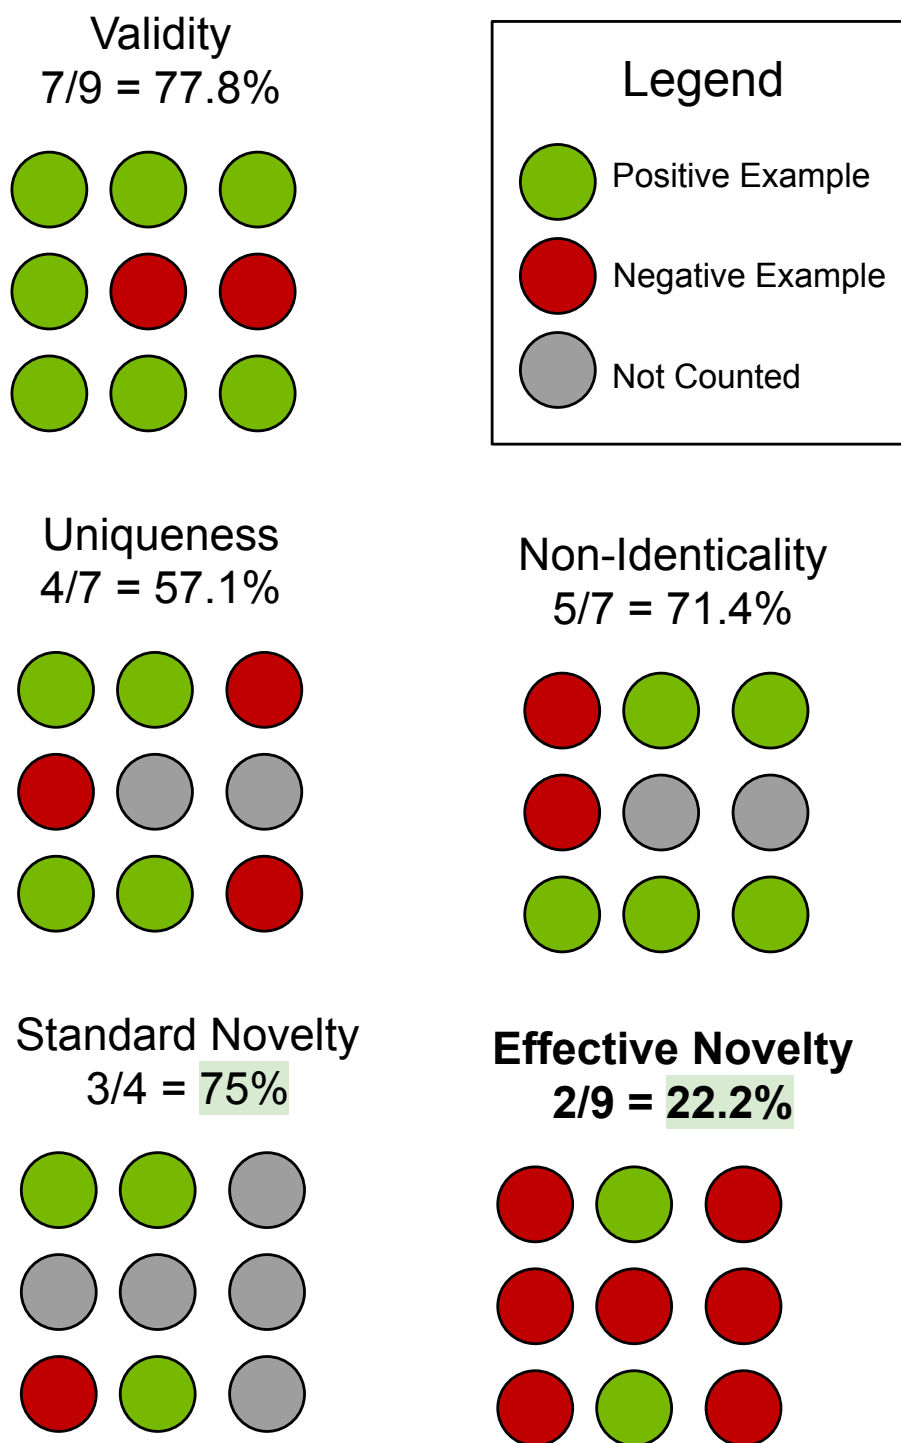 Validity
7/9 = 77.8%
Legend
Positive Example
Negative Example
Not Counted
Uniqueness
4/7 = 57.1%
Non-Identicality
5/7 = 71.4%
Standard Novelty
3/4 = 75%
Effective Novelty
2/9 = 22.2%